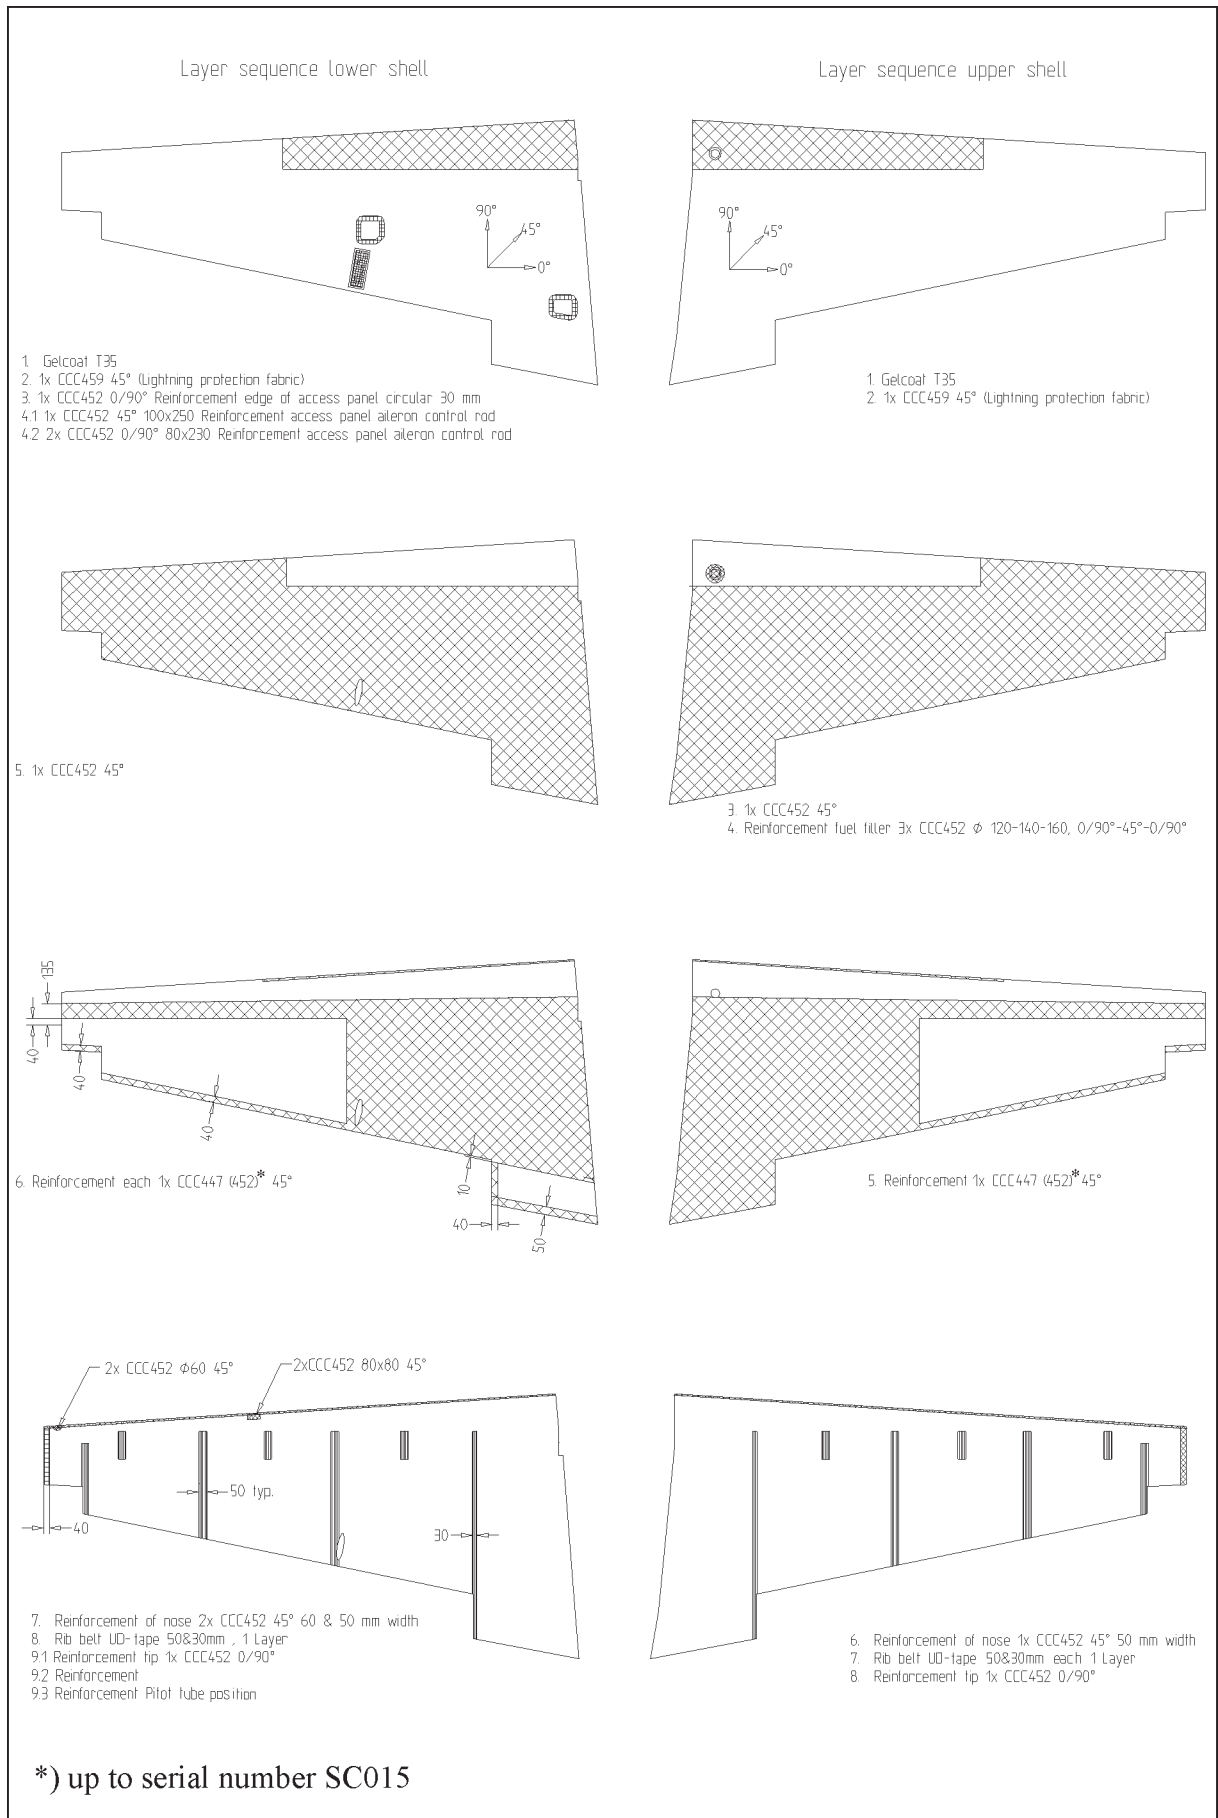 Layer sequence lower shell
Layer sequence upper shell
90°
45°
0°
90°
45°
0°
1. Gelcoat T35
2. 1x CCC459 45° (Lightning protection fabric)
3. 1x CCC452 0/90° Reinforcement edge of access panel circular 30 mm
4.1 1x CCC452 45° 100x250 Reinforcement access panel aileron control rod
4.2 2x CCC452 0/90° 80x230 Reinforcement access panel aileron control rod
1. Gelcoat T35
2. 1x CCC459 45° (Lightning protection fabric)
5. 1x CCC452 45°
3. 1x CCC452 45°
4. Reinforcement fuel filler 3x CCC452 Φ 120-140-160, 0/90°-45°-0/90°
135
40
40
40
10
40
50
6. Reinforcement each 1x CCC447 (452)* 45°
5. Reinforcement 1x CCC447 (452)* 45°
2x CCC452 Φ60 45°
2xCCC452 80x80 45°
50 typ.
40
30
7. Reinforcement of nose 2x CCC452 45° 60 & 50 mm width
8. Rib belt UD-tape 50&30mm , 1 Layer
9.1 Reinforcement tip 1x CCC452 0/90°
9.2 Reinforcement
9.3 Reinforcement Pitot tube position
6. Reinforcement of nose 1x CCC452 45° 50 mm width
7. Rib belt UD-tape 50&30mm each 1 Layer
8. Reinforcement tip 1x CCC452 0/90°
*) up to serial number SC015